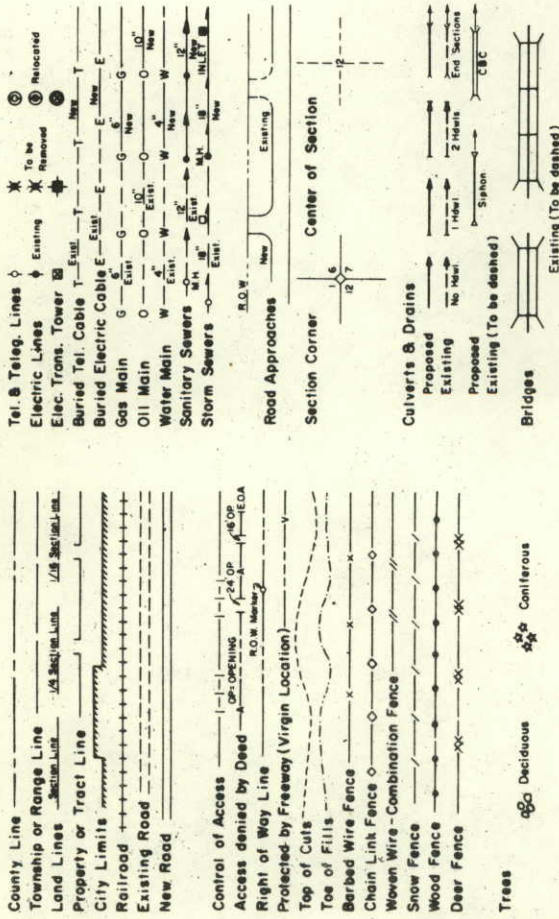 County Line
Township or Range Line
Land Lines Section Line 1/4 Section Line 1/16 Section Line
Property or Tract Line
City Limits
Railroad
Existing Road
New Road
Control of Access
OP=OPENING 24' OP. 16' OP.
Access denied by Deed A A A E.O.A
R.O.W. Marker
Right of Way Line
Protected by Freeway (Virgin Location) V
Top of Cuts
Toe of Fills
Barbed Wire Fence
Chain Link Fence
Woven Wire - Combination Fence
Snow Fence
Wood Fence
Deer Fence
Trees Deciduous Coniferous
Tel. & Teleg. Lines
Electric Lines Existing To be Removed Relocated
Elec. Trans. Tower
Buried Tel. Cable T Exist T T New T
Buried Electric Cable E Exist E E New E
Gas Main G 6" Exist G G 6" New G
Oil Main O 10" Exist. O O 10" New O
Water Main W 4" Exist. W W 4" New W
Sanitary Sewers M.H. 12" Exist. M.H. 12" New
Storm Sewers 18" Exist. 18" New INLET
R.O.W.
Road Approaches New Existing
Section Corner 1 6 12 7 Center of Section 12
Culverts & Drains
Proposed
Existing
No Hdwl. 1 Hdwl 2 Hdwls End Sections
Proposed Siphon CBC
Existing (To be dashed)
Bridges
Existing (To be dashed)